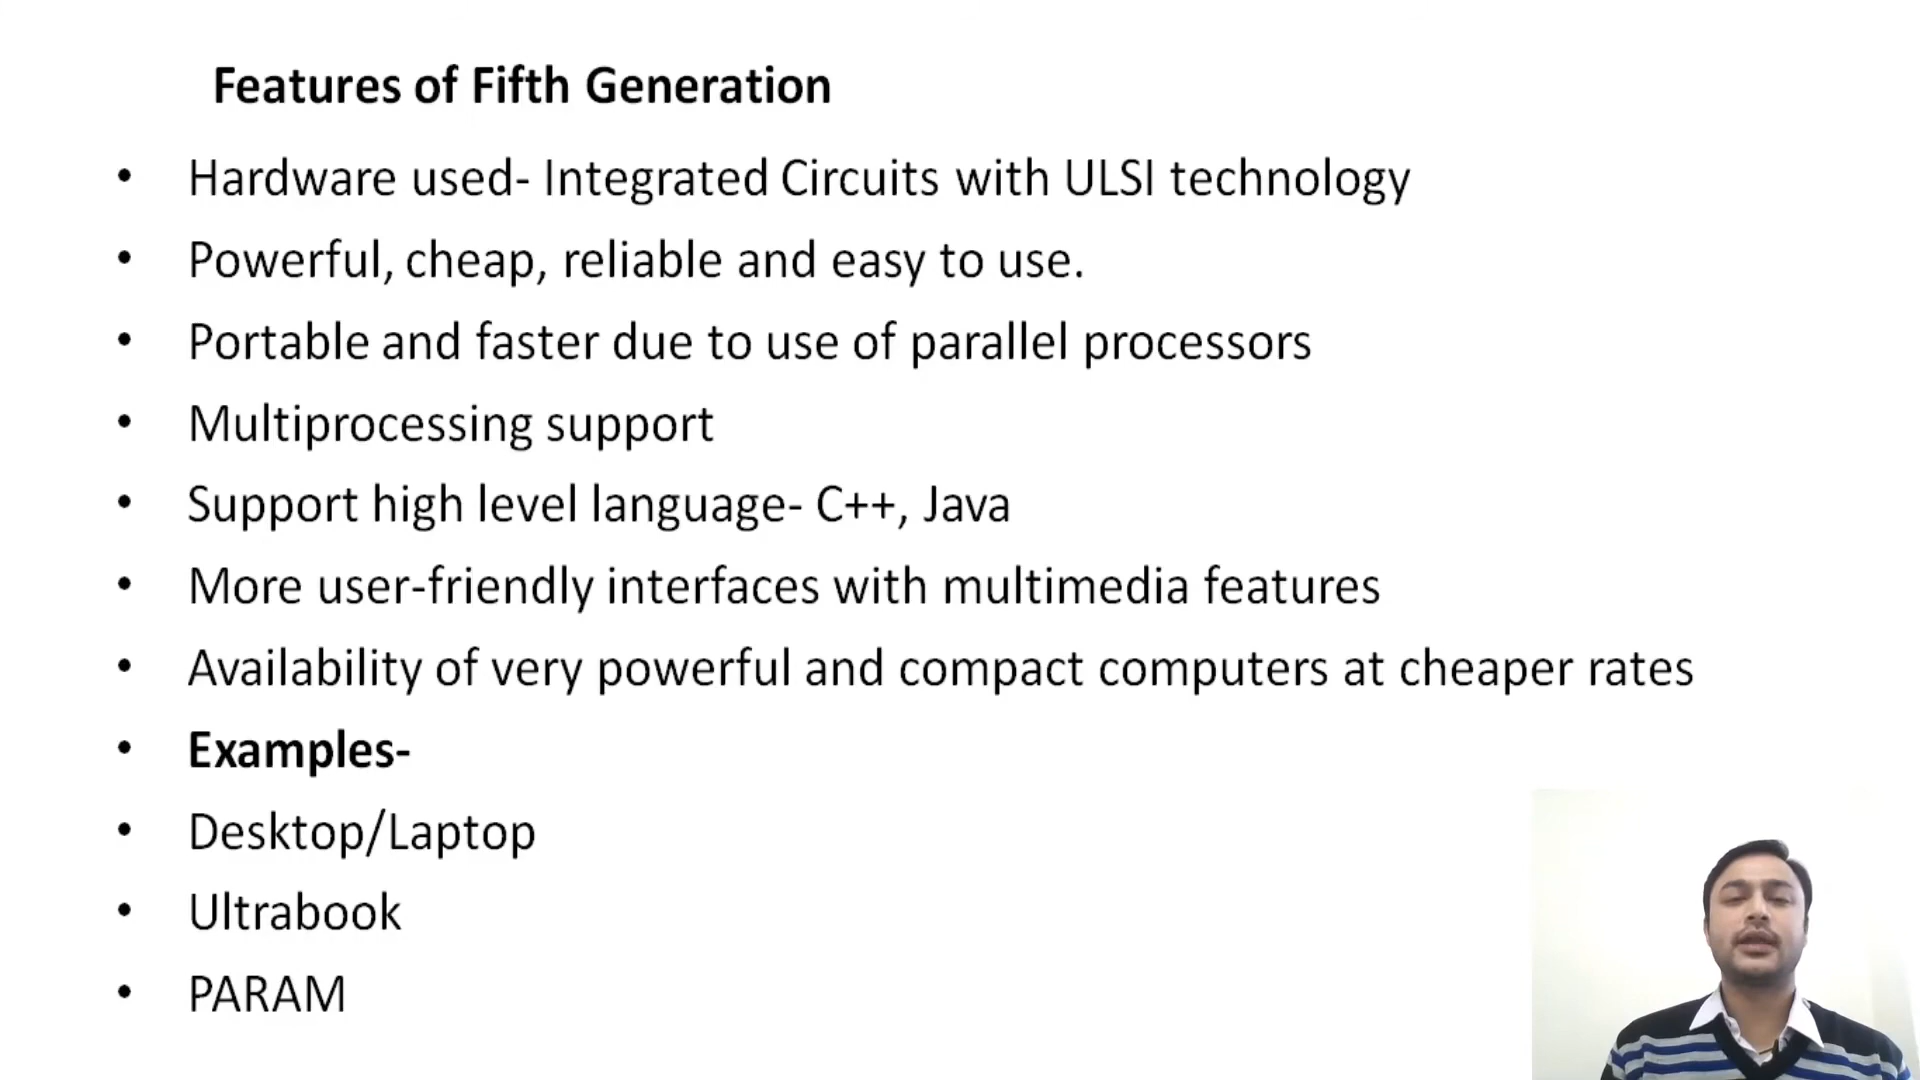 Features of Fifth Generation
• Hardware used- Integrated Circuits with ULSI technology
• Powerful, cheap, reliable and easy to use.
• Portable and faster due to use of parallel processors
• Multiprocessing support
• Support high level language- C++, Java
• More user-friendly interfaces with multimedia features
• Availability of very powerful and compact computers at cheaper rates
• Examples-
• Desktop/Laptop
• Ultrabook
• PARAM